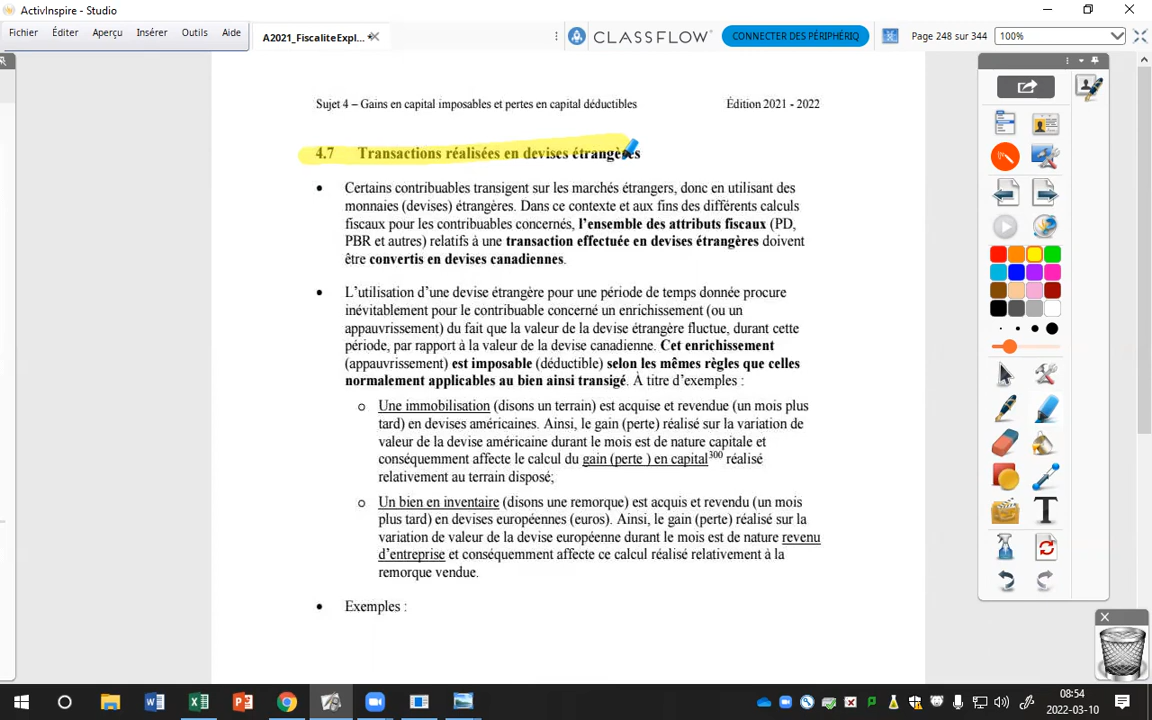 ActivInspire - Studio
Fichier Éditer Aperçu Insérer Outils Aide
A2021_FiscaliteExpl...
CLASSFLOW
CONNECTER DES PÉRIPHÉRIQ
Page 248 sur 344
100%
Sujet 4 – Gains en capital imposables et pertes en capital déductibles Édition 2021 - 2022
4.7 Transactions réalisées en devises étrangères
• Certains contribuables transigent sur les marchés étrangers, donc en utilisant des
monnaies (devises) étrangères. Dans ce contexte et aux fins des différents calculs
fiscaux pour les contribuables concernés, l'ensemble des attributs fiscaux (PD,
PBR et autres) relatifs à une transaction effectuée en devises étrangères doivent
être convertis en devises canadiennes.
• L'utilisation d'une devise étrangère pour une période de temps donnée procure
inévitablement pour le contribuable concerné un enrichissement (ou un
appauvrissement) du fait que la valeur de la devise étrangère fluctue, durant cette
période, par rapport à la valeur de la devise canadienne. Cet enrichissement
(appauvrissement) est imposable (déductible) selon les mêmes règles que celles
normalement applicables au bien ainsi transigé. À titre d'exemples :
o Une immobilisation (disons un terrain) est acquise et revendue (un mois plus
tard) en devises américaines. Ainsi, le gain (perte) réalisé sur la variation de
valeur de la devise américaine durant le mois est de nature capitale et
conséquemment affecte le calcul du gain (perte ) en capital300 réalisé
relativement au terrain disposé;
o Un bien en inventaire (disons une remorque) est acquis et revendu (un mois
plus tard) en devises européennes (euros). Ainsi, le gain (perte) réalisé sur la
variation de valeur de la devise européenne durant le mois est de nature revenu
d'entreprise et conséquemment affecte ce calcul réalisé relativement à la
remorque vendue.
• Exemples :
08:54
2022-03-10